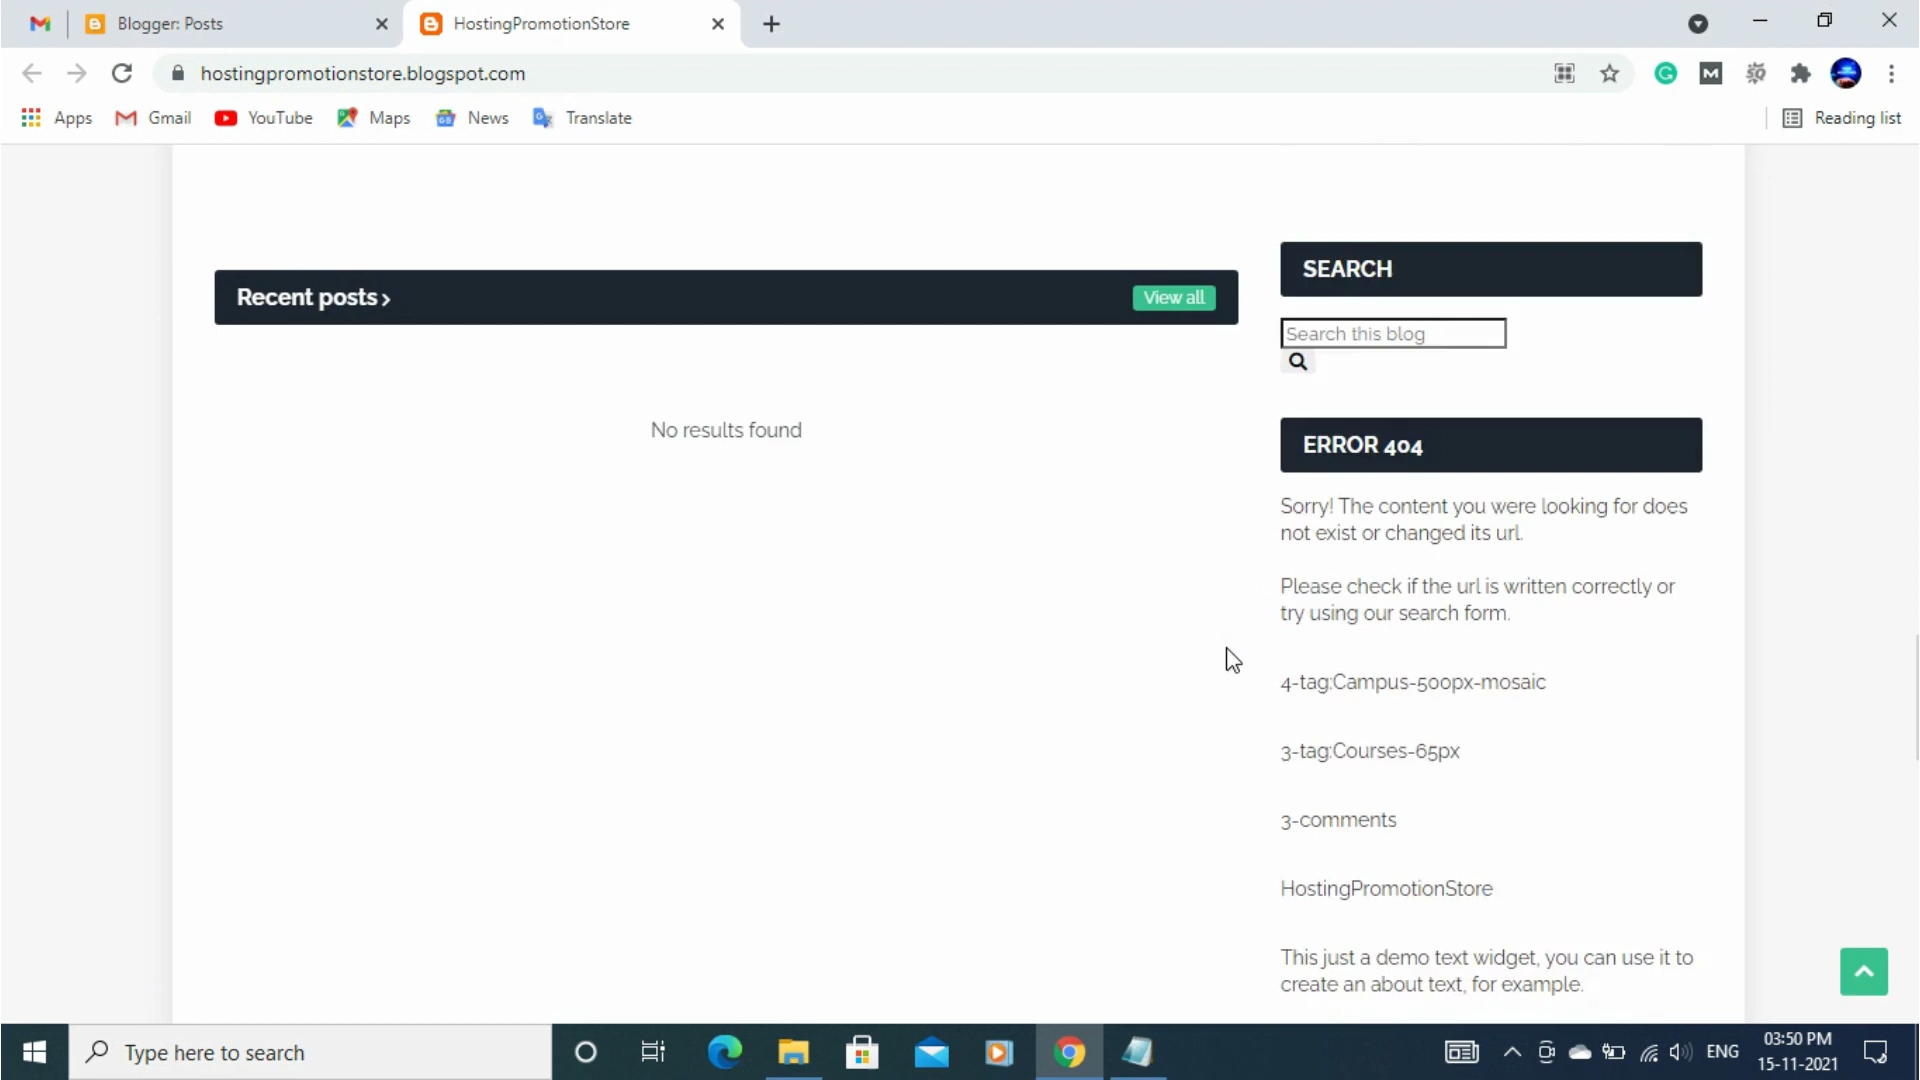 Blogger: Posts
HostingPromotionStore
hostingpromotionstore.blogspot.com
Apps
Gmail
YouTube
Maps
News
Translate
Reading list
Recent posts ›
View all
No results found
SEARCH
Search this blog
ERROR 404
Sorry! The content you were looking for does
not exist or changed its url.
Please check if the url is written correctly or
try using our search form.
4-tag:Campus-500px-mosaic
3-tag:Courses-65px
3-comments
HostingPromotionStore
This just a demo text widget, you can use it to
create an about text, for example.
Type here to search
ENG
03:50 PM
15-11-2021